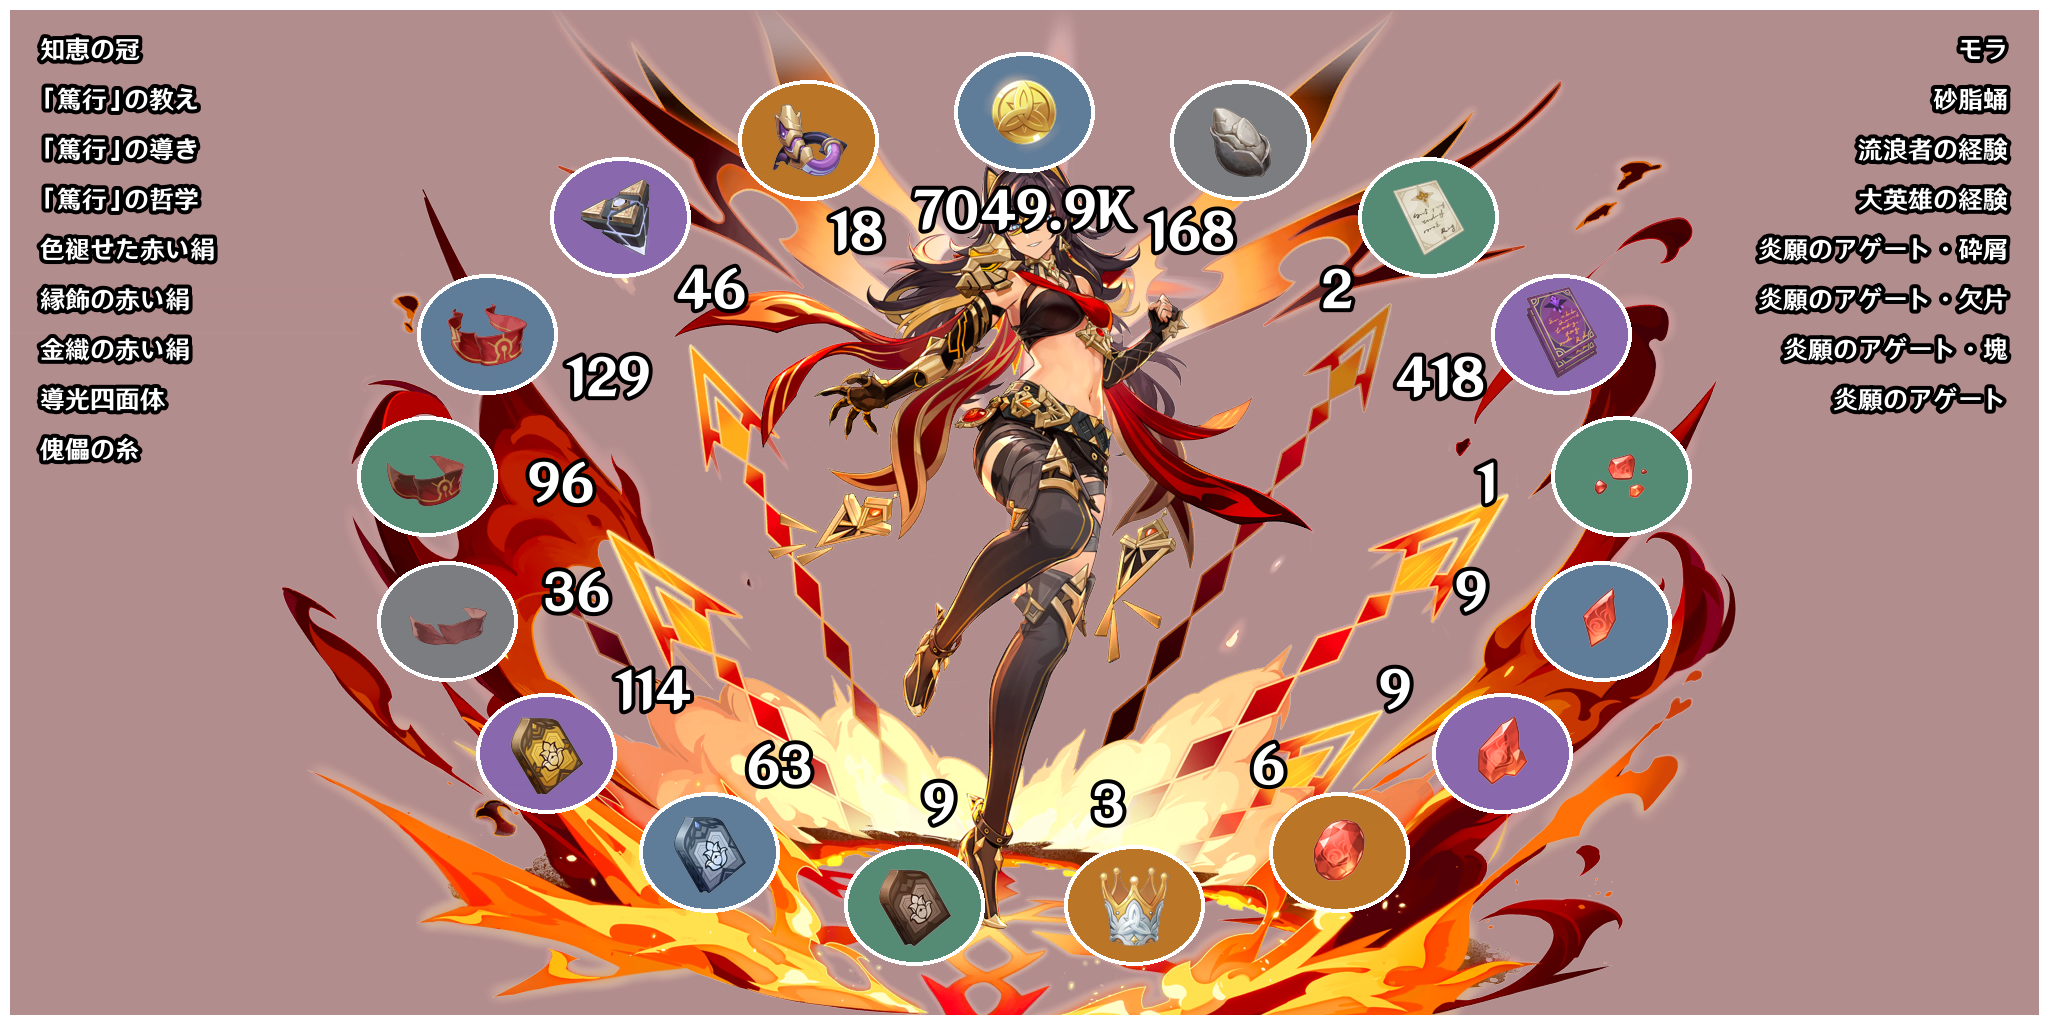 知恵の冠
「篤行」の教え
「篤行」の導き
「篤行」の哲学
色褪せた赤い絹
縁飾の赤い絹
金織の赤い絹
導光四面体
傀儡の糸
モラ
砂脂蛹
流浪者の経験
大英雄の経験
炎願のアゲート・砕屑
炎願のアゲート・欠片
炎願のアゲート・塊
炎願のアゲート
7049.9K
18
168
46
2
129
418
96
1
36
9
114
9
63
6
9
3